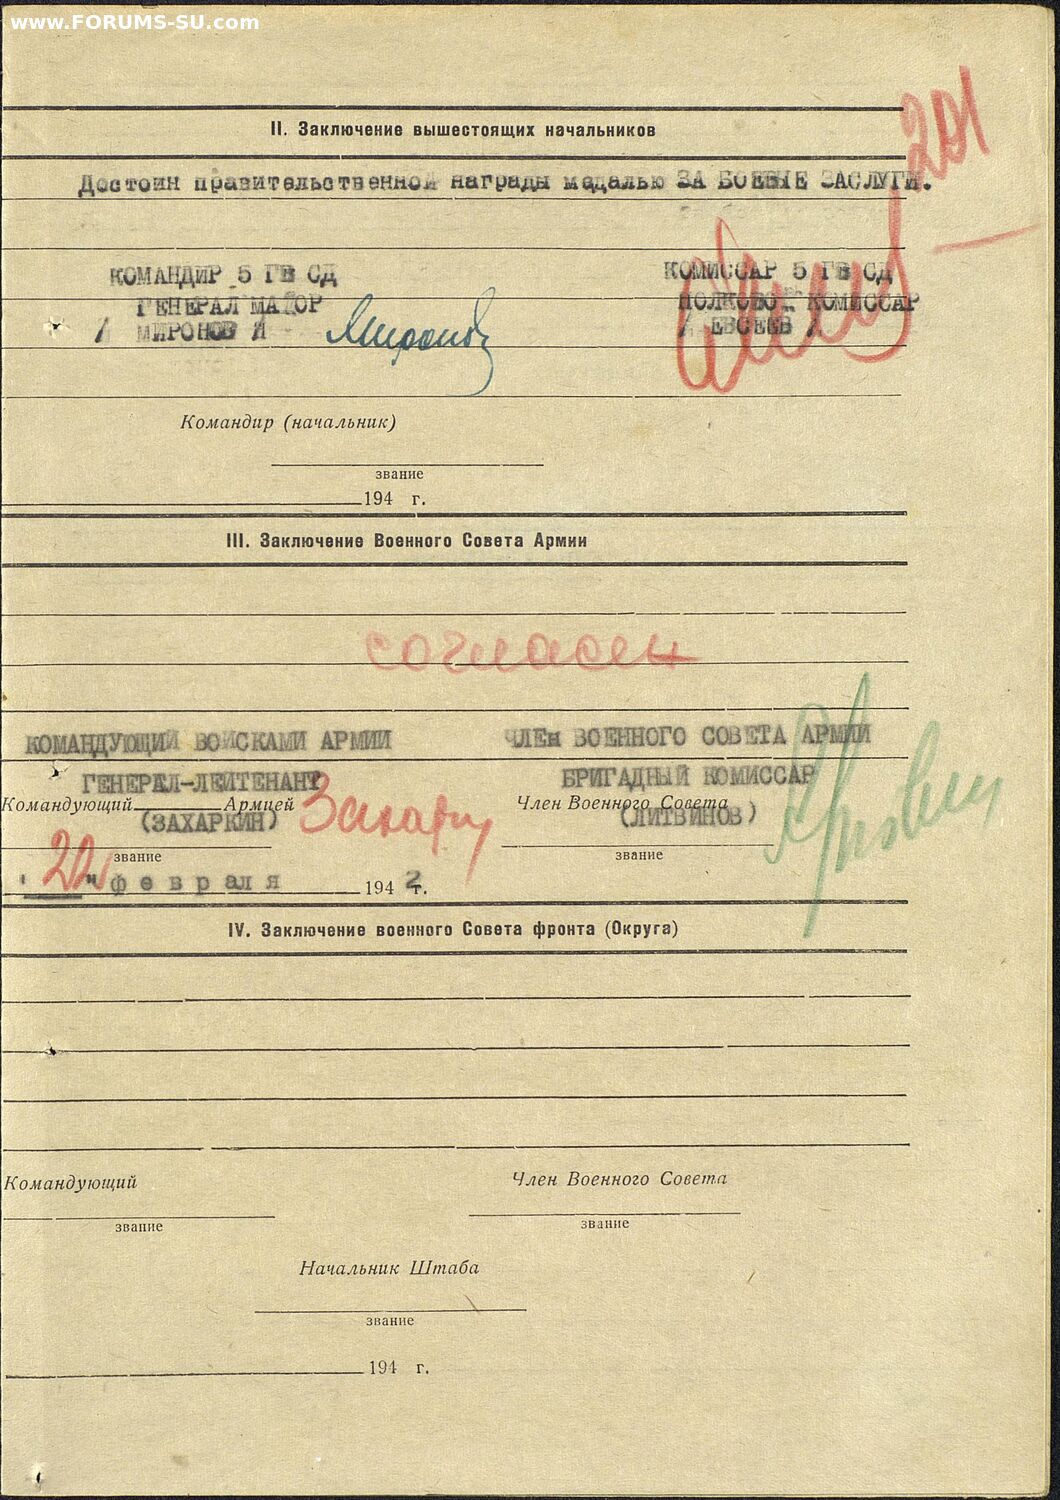 www.FORUMS-SU.com
201
II. Заключение вышестоящих начальников
Достоин правительственной награды медалью ЗА БОЕВЫЕ ЗАСЛУГИ.
КОМАНДИР 5 ГВ СД
ГЕНЕРАЛ МАЙОР
/ МИРОНОВ /
Миронов
КОМИССАР 5 ГВ СД
ПОЛКОВОЙ КОМИССАР
/ ЕВСЕЕВ /
Командир (начальник)
звание
194 г.
III. Заключение Военного Совета Армии
согласен
КОМАНДУЮЩИЙ ВОЙСКАМИ АРМИИ
ГЕНЕРАЛ-ЛЕЙТЕНАНТ
Командующий Армией
(ЗАХАРКИН)
звание
ЧЛЕН ВОЕННОГО СОВЕТА АРМИИ
БРИГАДНЫЙ КОМИССАР
Член Военного Совета
(ЛИТВИНОВ)
звание
"22" февраля 1942 г.
IV. Заключение военного Совета фронта (Округа)
Командующий
звание
Член Военного Совета
звание
Начальник Штаба
звание
194 г.